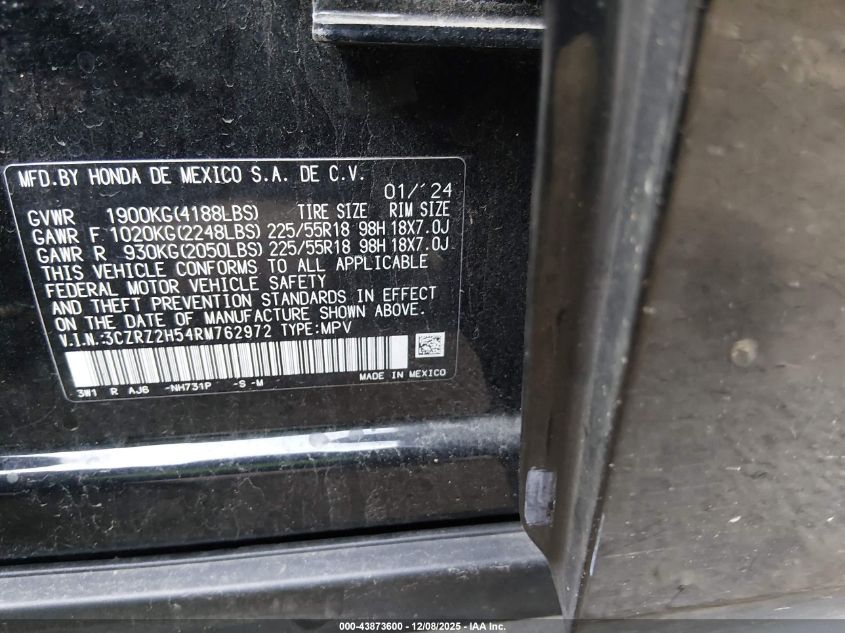 MFD.BY HONDA DE MEXICO S.A. DE C.V.
01/'24
GVWR 1900KG(4188LBS) TIRE SIZE RIM SIZE
GAWR F 1020KG(2248LBS) 225/55R18 98H 18X7.0J
GAWR R 930KG(2050LBS) 225/55R18 98H 18X7.0J
THIS VEHICLE CONFORMS TO ALL APPLICABLE
FEDERAL MOTOR VEHICLE SAFETY
AND THEFT PREVENTION STANDARDS IN EFFECT
ON THE DATE OF MANUFACTURE SHOWN ABOVE.
V.I.N.:3CZRZ2H54RM762972 TYPE:MPV
MADE IN MEXICO
3W1 R AJ6 -NH731P -S -M
000-43873600 | 12/08/2025 | IAA Inc.